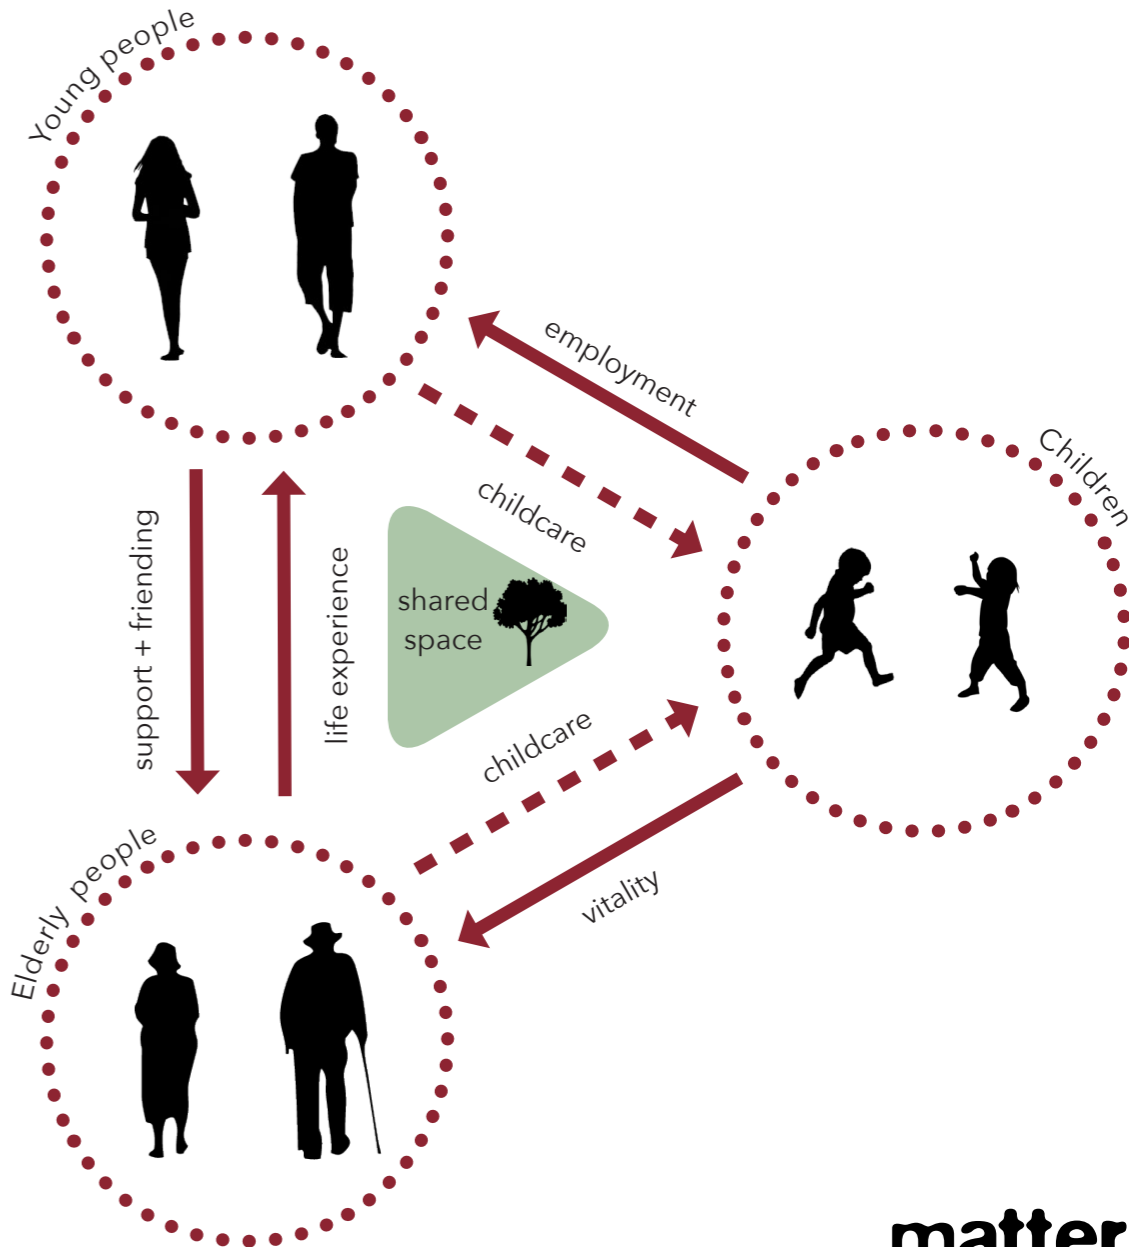 Young people
employment
childcare
Children
support + friending
life experience
shared
space
childcare
vitality
Elderly people
matter